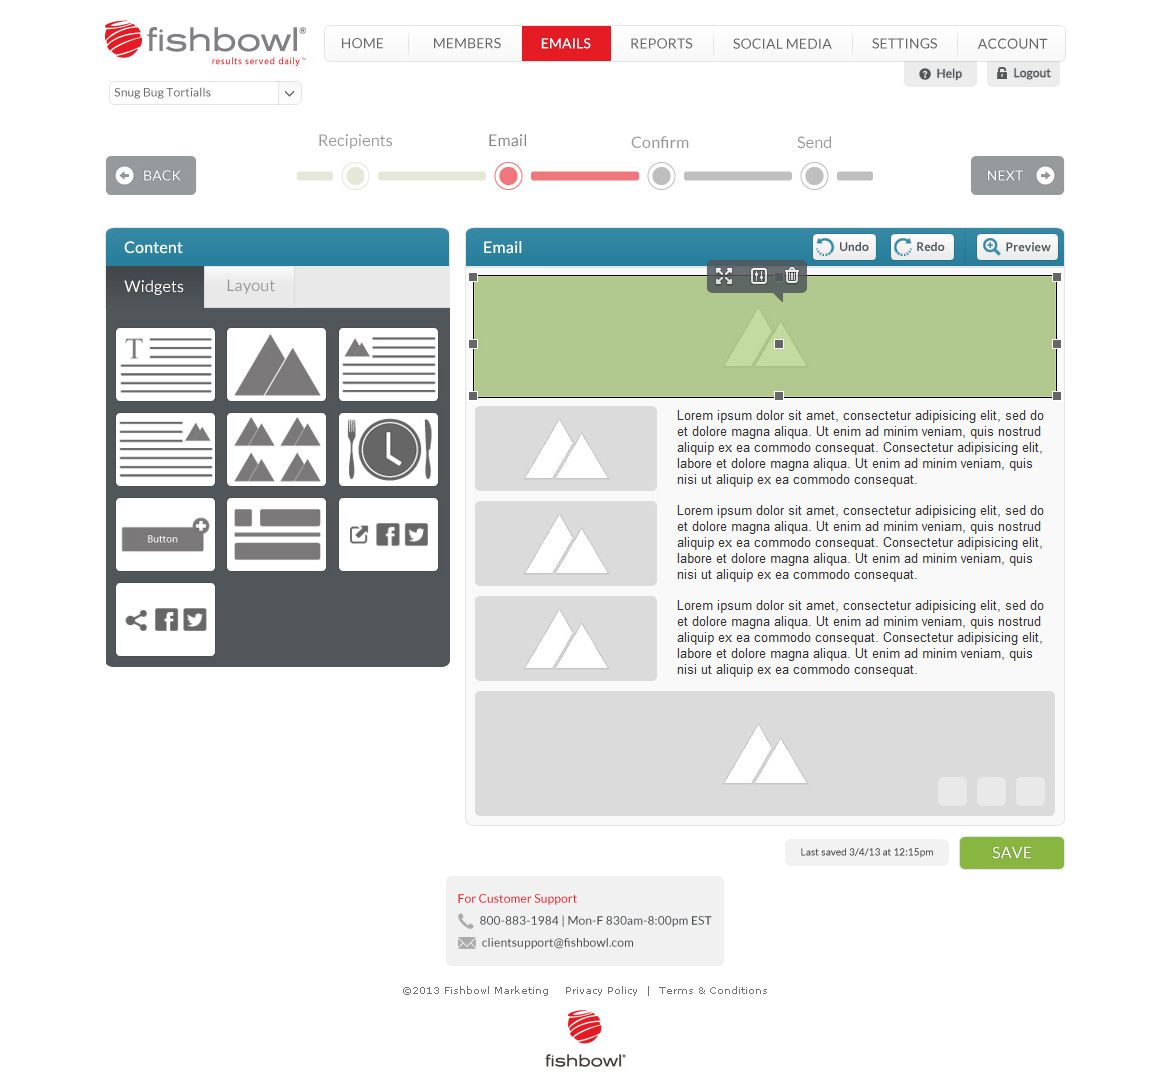 fishbowl®
results served daily™
HOME
MEMBERS
EMAILS
REPORTS
SOCIAL MEDIA
SETTINGS
ACCOUNT
Help
Logout
Snug Bug Tortialls
Recipients
Email
Confirm
Send
BACK
NEXT
Content
Widgets
Layout
T
Button
Email
Undo
Redo
Preview
Lorem ipsum dolor sit amet, consectetur adipisicing elit, sed do
et dolore magna aliqua. Ut enim ad minim veniam, quis nostrud
aliquip ex ea commodo consequat. Consectetur adipisicing elit,
labore et dolore magna aliqua. Ut enim ad minim veniam, quis
nisi ut aliquip ex ea commodo consequat.
Lorem ipsum dolor sit amet, consectetur adipisicing elit, sed do
et dolore magna aliqua. Ut enim ad minim veniam, quis nostrud
aliquip ex ea commodo consequat. Consectetur adipisicing elit,
labore et dolore magna aliqua. Ut enim ad minim veniam, quis
nisi ut aliquip ex ea commodo consequat.
Lorem ipsum dolor sit amet, consectetur adipisicing elit, sed do
et dolore magna aliqua. Ut enim ad minim veniam, quis nostrud
aliquip ex ea commodo consequat. Consectetur adipisicing elit,
labore et dolore magna aliqua. Ut enim ad minim veniam, quis
nisi ut aliquip ex ea commodo consequat.
Last saved 3/4/13 at 12:15pm
SAVE
For Customer Support
800-883-1984 | Mon-F 830am-8:00pm EST
clientsupport@fishbowl.com
©2013 Fishbowl Marketing Privacy Policy | Terms & Conditions
fishbowl®